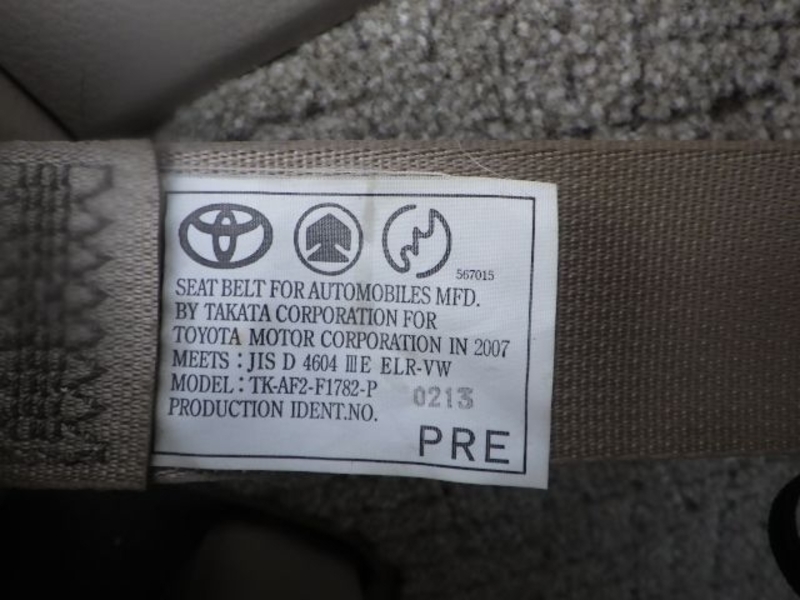 567015
SEAT BELT FOR AUTOMOBILES MFD.
BY TAKATA CORPORATION FOR
TOYOTA MOTOR CORPORATION IN 2007
MEETS : JIS D 4604 ⅢE ELR-VW
MODEL : TK-AF2-F1782-P
PRODUCTION IDENT.NO. 0213
PRE